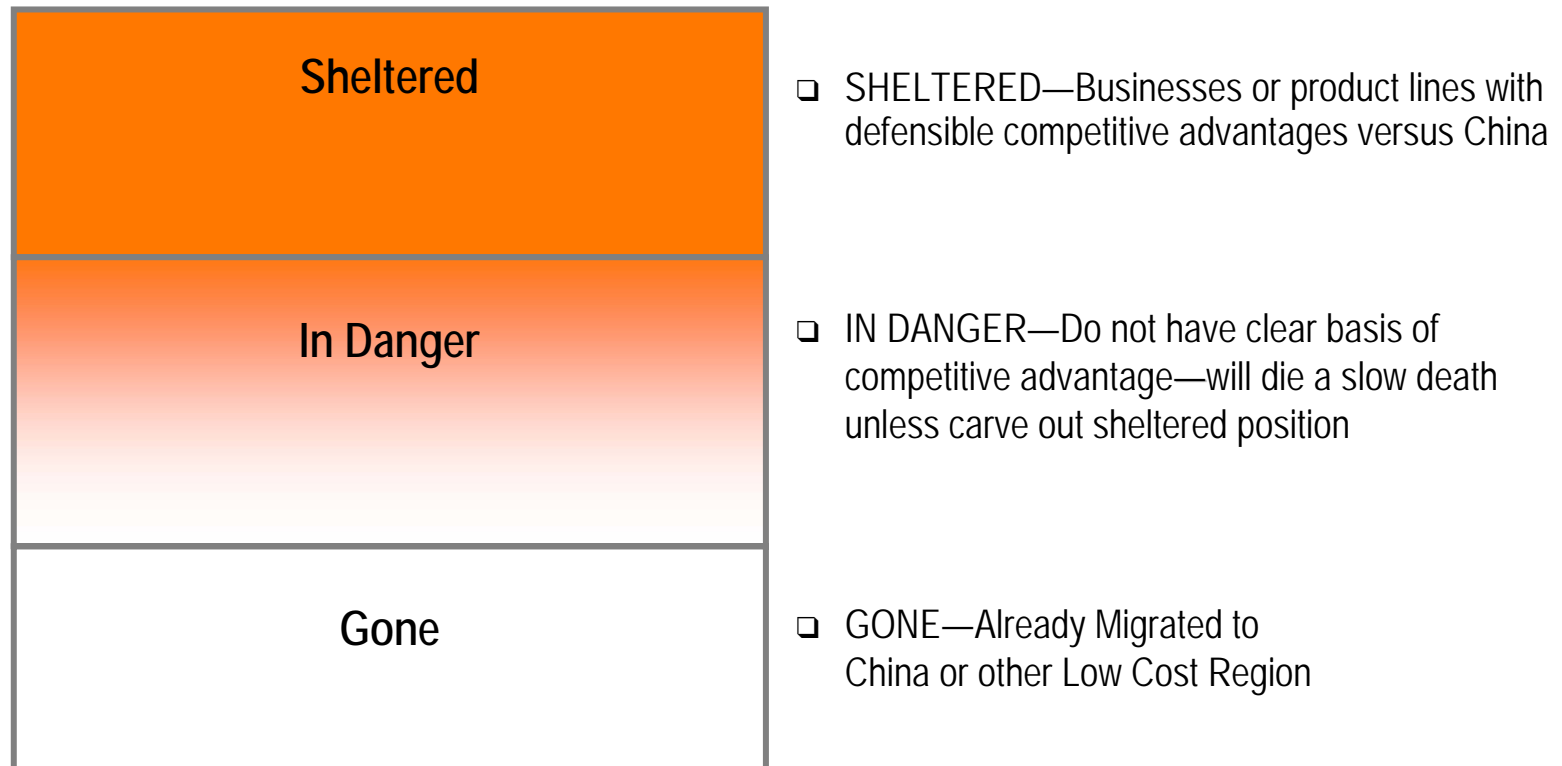 Sheltered
❑ SHELTERED—Businesses or product lines with
defensible competitive advantages versus China
In Danger
❑ IN DANGER—Do not have clear basis of
competitive advantage—will die a slow death
unless carve out sheltered position
Gone
❑ GONE—Already Migrated to
China or other Low Cost Region